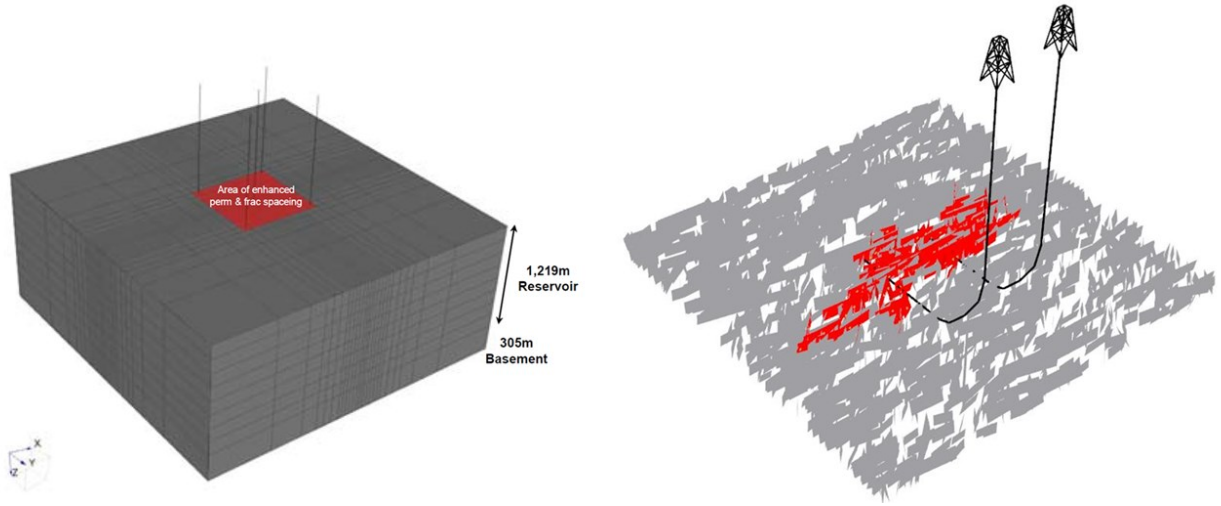 Area of enhanced
perm & frac spaceing
1,219m
Reservoir
305m
Basement
X
Y
Z